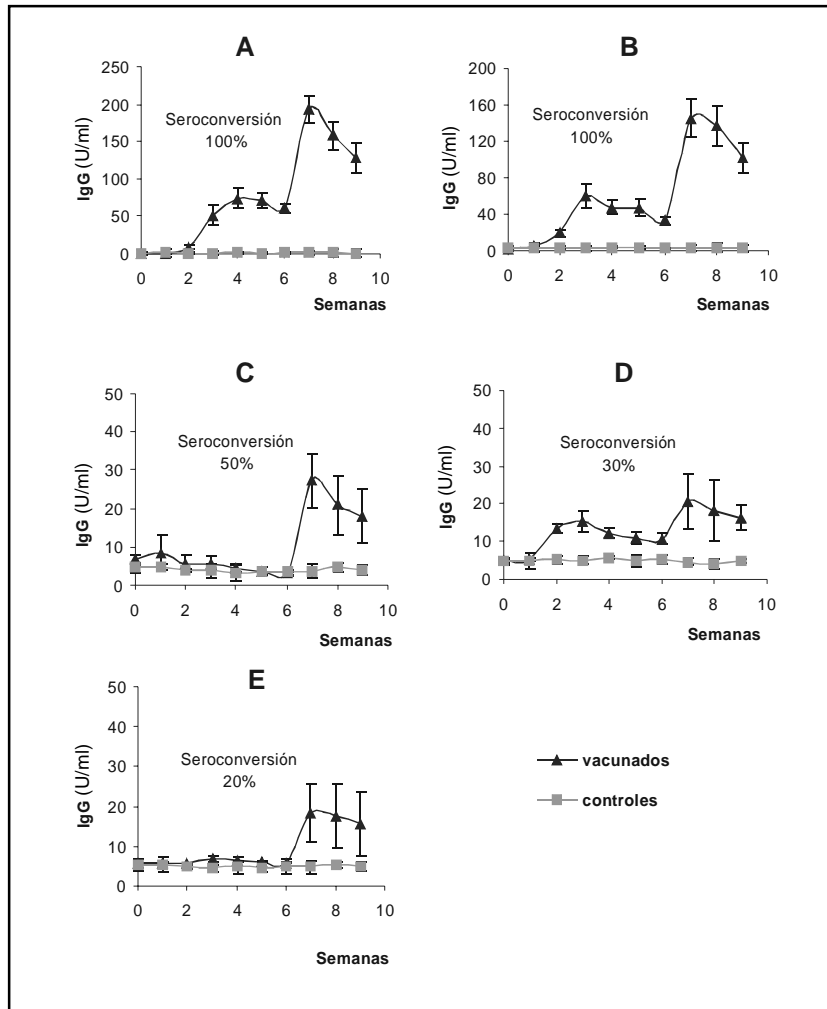 A
B
250
200
150
100
50
0
IgG (U/ml)
Seroconversión
100%
0 2 4 6 8 10
Semanas
200
160
120
80
40
0
IgG (U/ml)
Seroconversión
100%
0 2 4 6 8 10
Semanas
C
D
50
40
30
20
10
0
IgG (U/ml)
Seroconversión
50%
0 2 4 6 8 10
Semanas
50
40
30
20
10
0
IgG (U/ml)
Seroconversión
30%
0 2 4 6 8 10
Semanas
E
50
40
30
20
10
0
IgG (U/ml)
Seroconversión
20%
0 2 4 6 8 10
Semanas
vacunados
controles